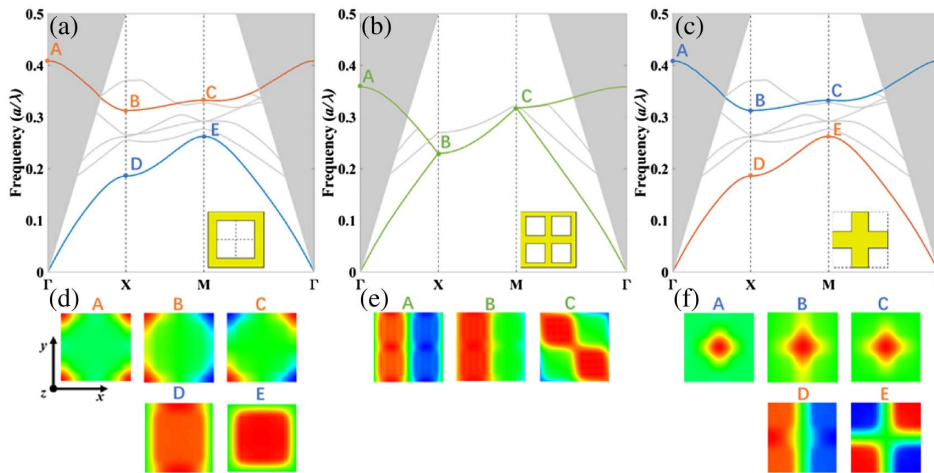 (a) (b) (c)
0.5 0.5 0.5
A A A
0.4 0.4 0.4
B C C B C
0.3 0.3 0.3
E B E
0.2 0.2 0.2
D D
0.1 0.1 0.1
0 0 0
Frequency (a/λ) Frequency (a/λ) Frequency (a/λ)
Γ X M Γ Γ X M Γ Γ X M Γ
(d) A B C (e) A B C (f) A B C
y
z x
D E D E